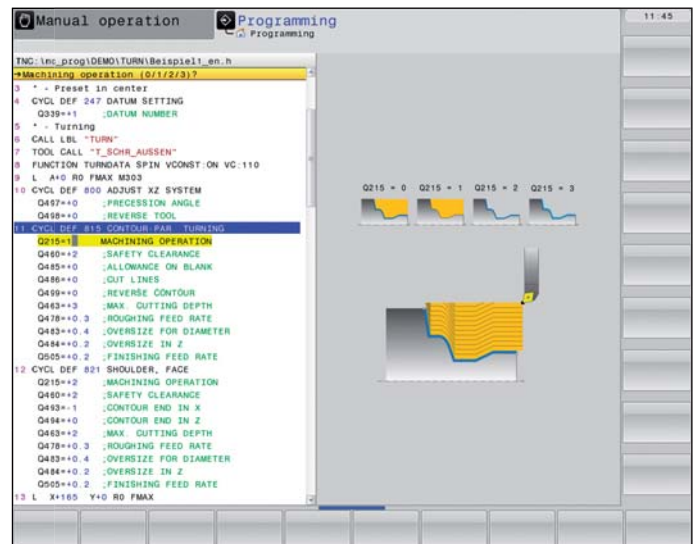 Manual operation
Programming
Programming
11:45
TNC:\nc_prog\DEMO\TURN\Beispiel1_en.h
→Machining operation (0/1/2/3)?
3 * - Preset in center
4 CYCL DEF 247 DATUM SETTING
Q339=+1 ;DATUM NUMBER
5 * - Turning
6 CALL LBL "TURN"
7 TOOL CALL "T_SCHR_AUSSEN"
8 FUNCTION TURNDATA SPIN VCONST:ON VC:110
9 L A+0 R0 FMAX M303
10 CYCL DEF 800 ADJUST XZ SYSTEM
Q497=+0 ;PRECESSION ANGLE
Q498=+0 ;REVERSE TOOL
11 CYCL DEF 815 CONTOUR-PAR. TURNING
Q215=1 MACHINING OPERATION
Q460=+2 ;SAFETY CLEARANCE
Q485=+0 ;ALLOWANCE ON BLANK
Q486=+0 ;CUT LINES
Q499=+0 ;REVERSE CONTOUR
Q463=+3 ;MAX. CUTTING DEPTH
Q478=+0.3 ;ROUGHING FEED RATE
Q483=+0.4 ;OVERSIZE FOR DIAMETER
Q484=+0.2 ;OVERSIZE IN Z
Q505=+0.2 ;FINISHING FEED RATE
12 CYCL DEF 821 SHOULDER, FACE
Q215=+2 ;MACHINING OPERATION
Q460=+2 ;SAFETY CLEARANCE
Q493=-1 ;CONTOUR END IN X
Q494=+0 ;CONTOUR END IN Z
Q463=+2 ;MAX. CUTTING DEPTH
Q478=+0.3 ;ROUGHING FEED RATE
Q483=+0.4 ;OVERSIZE FOR DIAMETER
Q484=+0.2 ;OVERSIZE IN Z
Q505=+0.2 ;FINISHING FEED RATE
13 L X+165 Y+0 R0 FMAX
Q215 = 0 Q215 = 1 Q215 = 2 Q215 = 3